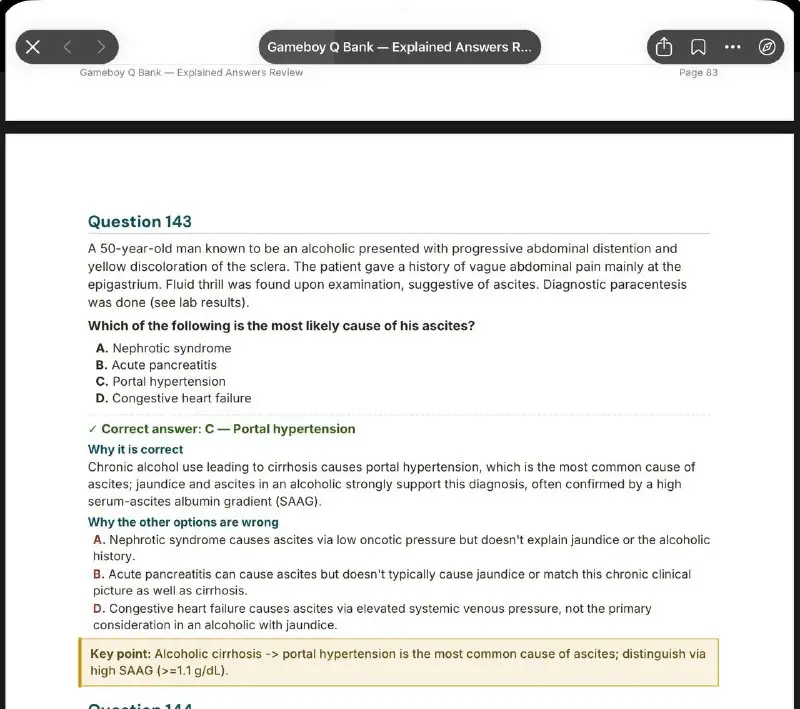 Gameboy Q Bank — Explained Answers R...
Gameboy Q Bank — Explained Answers Review Page 83
Question 143
A 50-year-old man known to be an alcoholic presented with progressive abdominal distention and
yellow discoloration of the sclera. The patient gave a history of vague abdominal pain mainly at the
epigastrium. Fluid thrill was found upon examination, suggestive of ascites. Diagnostic paracentesis
was done (see lab results).
Which of the following is the most likely cause of his ascites?
A. Nephrotic syndrome
B. Acute pancreatitis
C. Portal hypertension
D. Congestive heart failure
✓ Correct answer: C — Portal hypertension
Why it is correct
Chronic alcohol use leading to cirrhosis causes portal hypertension, which is the most common cause of
ascites; jaundice and ascites in an alcoholic strongly support this diagnosis, often confirmed by a high
serum-ascites albumin gradient (SAAG).
Why the other options are wrong
A. Nephrotic syndrome causes ascites via low oncotic pressure but doesn't explain jaundice or the alcoholic
history.
B. Acute pancreatitis can cause ascites but doesn't typically cause jaundice or match this chronic clinical
picture as well as cirrhosis.
D. Congestive heart failure causes ascites via elevated systemic venous pressure, not the primary
consideration in an alcoholic with jaundice.
Key point: Alcoholic cirrhosis -> portal hypertension is the most common cause of ascites; distinguish via
high SAAG (>=1.1 g/dL).
Question 144